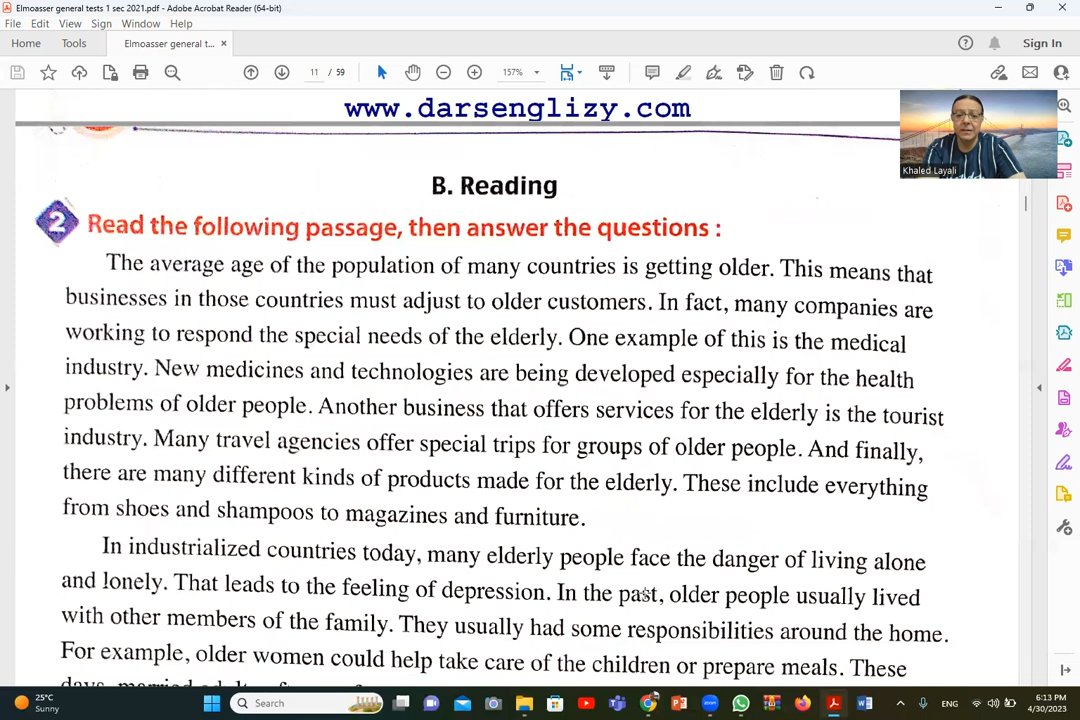 Elmoasser general tests 1 sec 2021.pdf - Adobe Acrobat Reader (64-bit)
File Edit View Sign Window Help
Home Tools Elmoasser general t... × Sign In
11 / 59 157%
www.darsenglizy.com
Khaled Layali
B. Reading
2 Read the following passage, then answer the questions :
The average age of the population of many countries is getting older. This means that
businesses in those countries must adjust to older customers. In fact, many companies are
working to respond the special needs of the elderly. One example of this is the medical
industry. New medicines and technologies are being developed especially for the health
problems of older people. Another business that offers services for the elderly is the tourist
industry. Many travel agencies offer special trips for groups of older people. And finally,
there are many different kinds of products made for the elderly. These include everything
from shoes and shampoos to magazines and furniture.
In industrialized countries today, many elderly people face the danger of living alone
and lonely. That leads to the feeling of depression. In the past, older people usually lived
with other members of the family. They usually had some responsibilities around the home.
For example, older women could help take care of the children or prepare meals. These
25°C
Sunny
Search
ENG
6:13 PM
4/30/2023